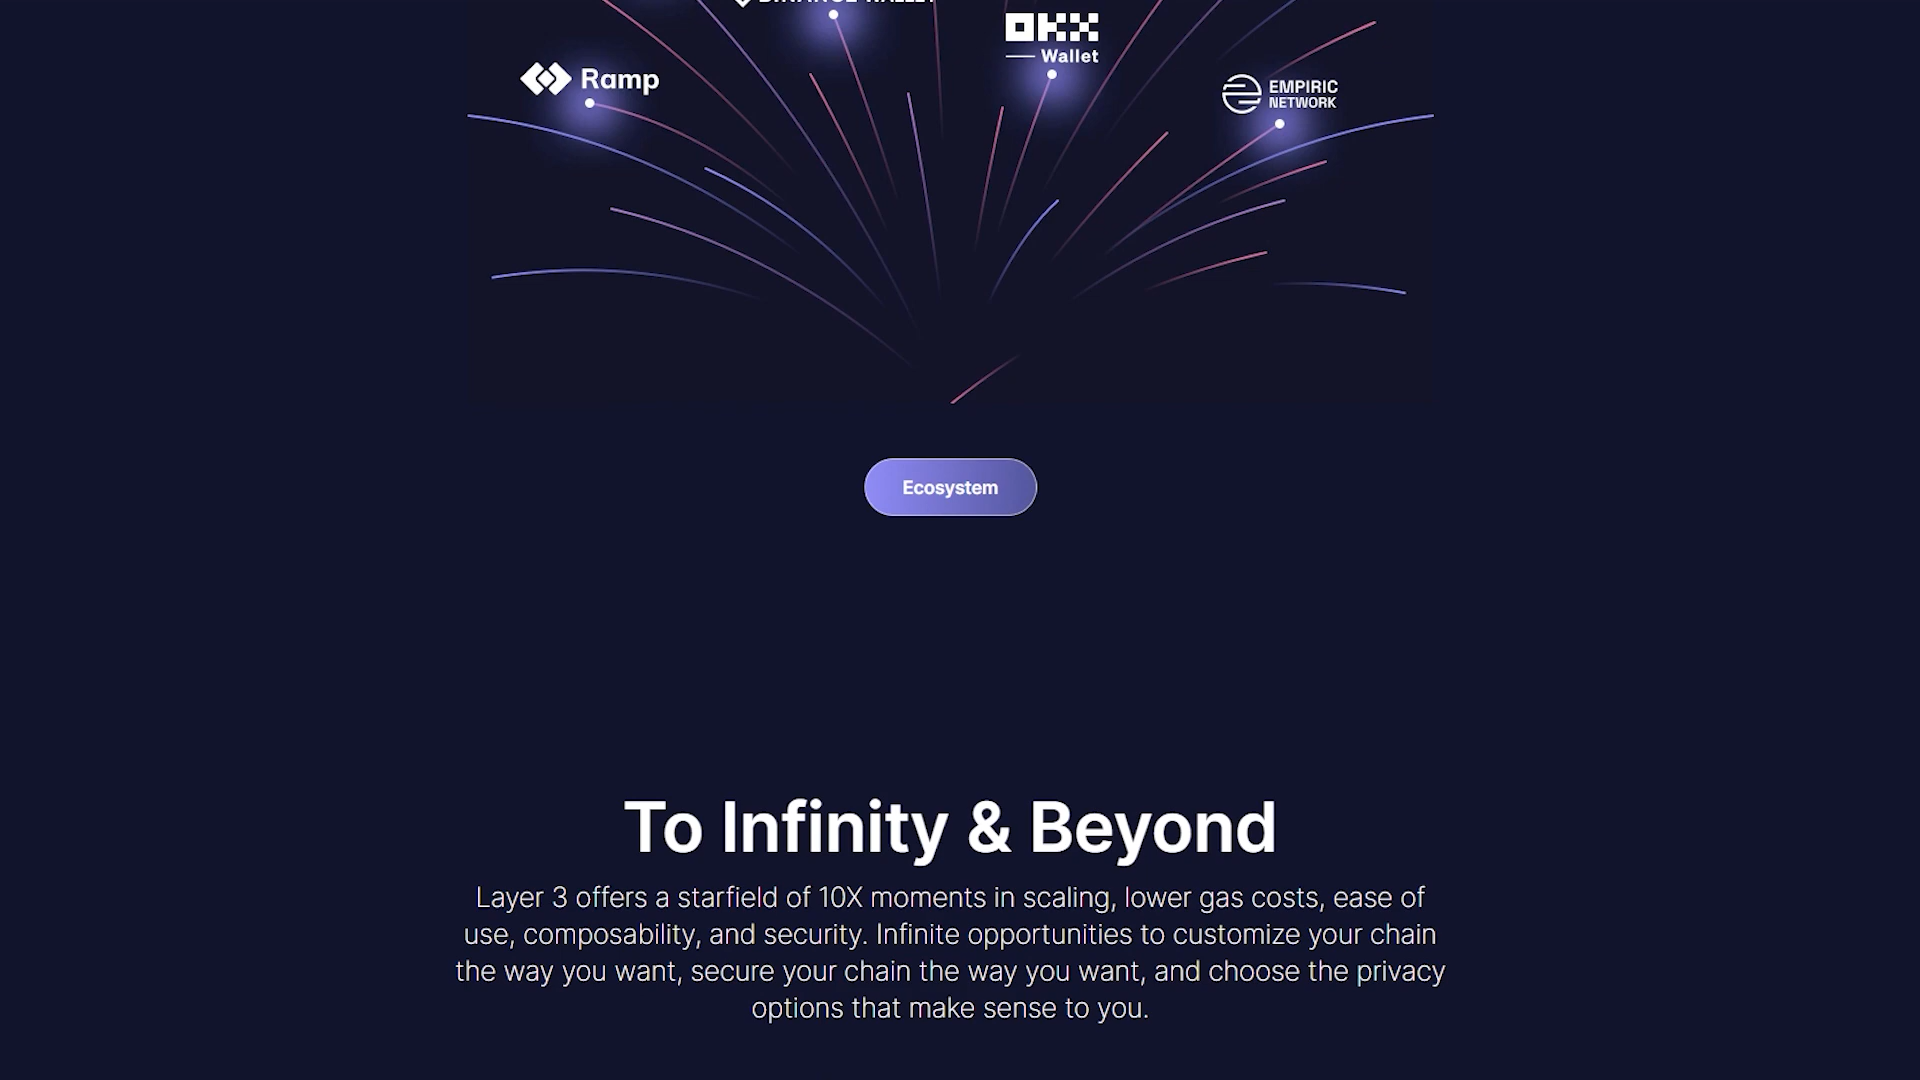 OKX
Wallet
Ramp
EMPIRIC
NETWORK
Ecosystem
To Infinity & Beyond
Layer 3 offers a starfield of 10X moments in scaling, lower gas costs, ease of
use, composability, and security. Infinite opportunities to customize your chain
the way you want, secure your chain the way you want, and choose the privacy
options that make sense to you.